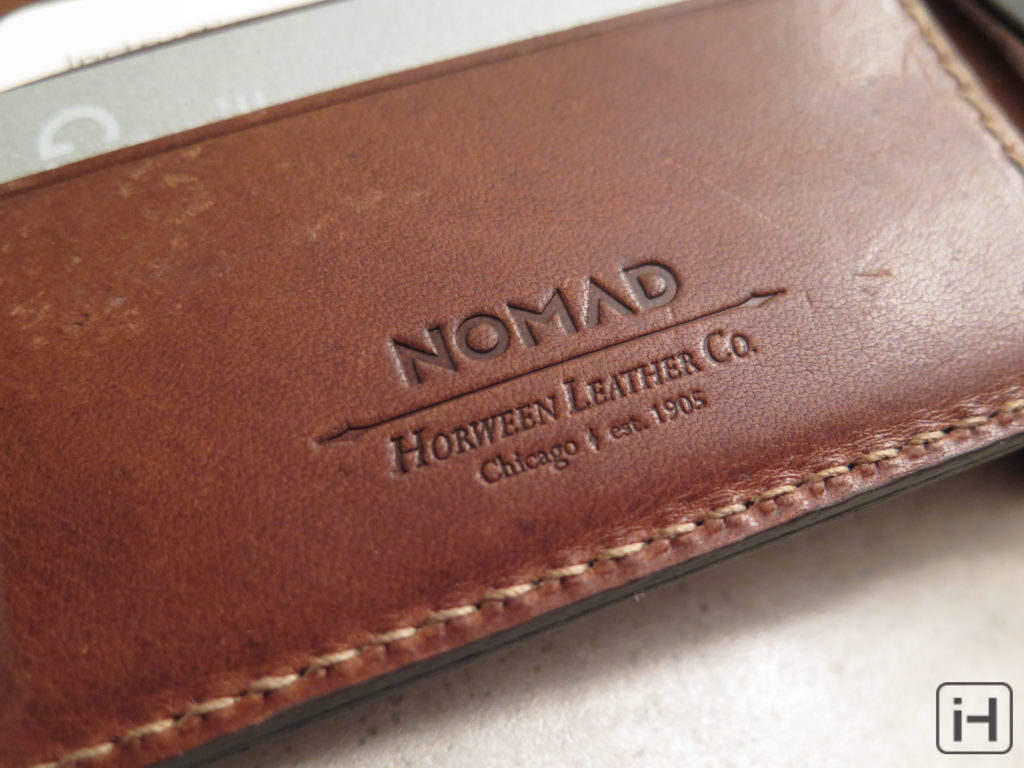 G
NOMAD
HORWEEN LEATHER CO.
Chicago est. 1905
iH